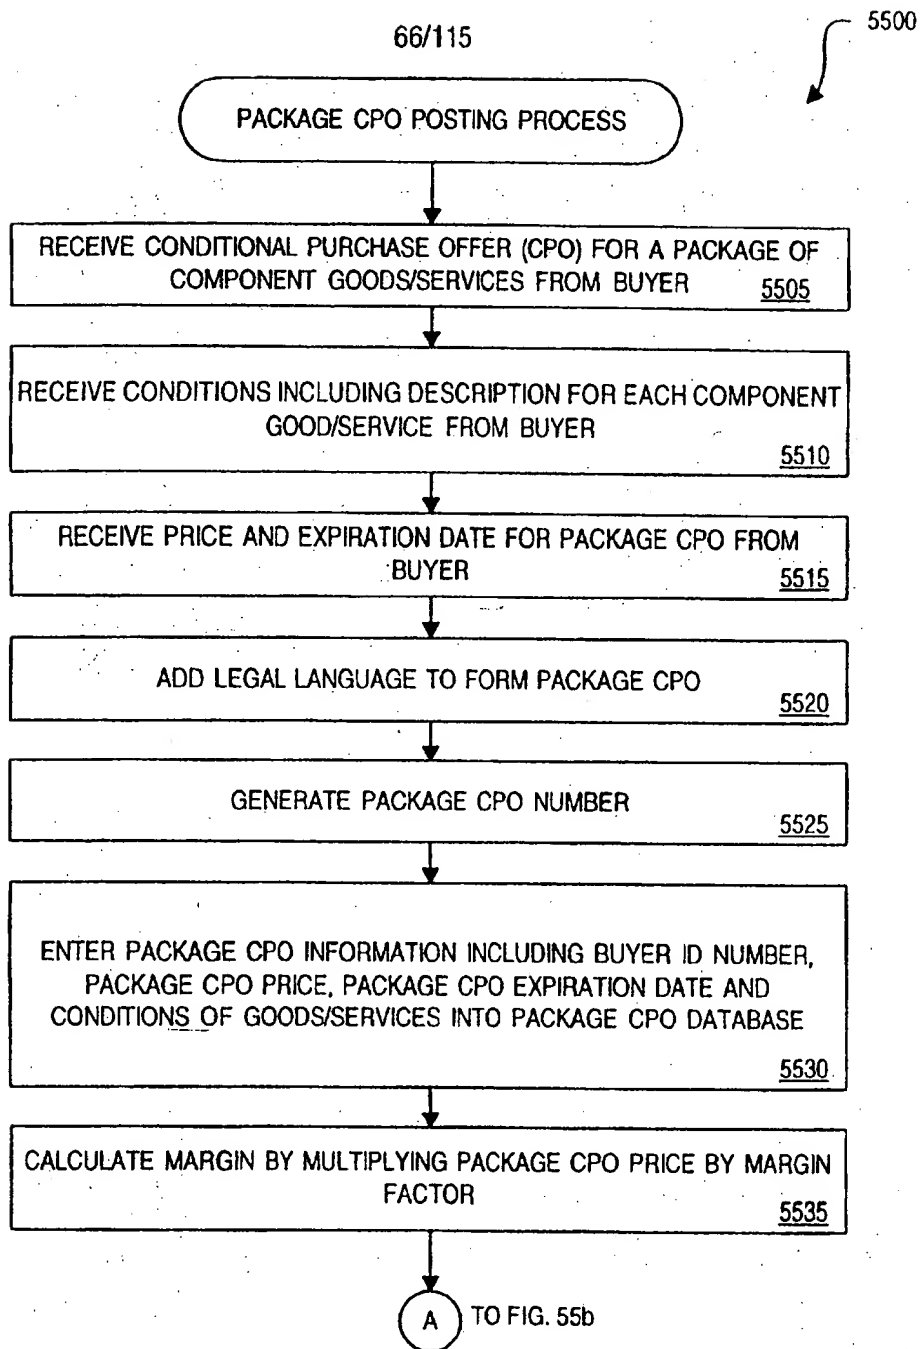 66/115
5500
PACKAGE CPO POSTING PROCESS
RECEIVE CONDITIONAL PURCHASE OFFER (CPO) FOR A PACKAGE OF
COMPONENT GOODS/SERVICES FROM BUYER
5505
RECEIVE CONDITIONS INCLUDING DESCRIPTION FOR EACH COMPONENT
GOOD/SERVICE FROM BUYER
5510
RECEIVE PRICE AND EXPIRATION DATE FOR PACKAGE CPO FROM
BUYER
5515
ADD LEGAL LANGUAGE TO FORM PACKAGE CPO
5520
GENERATE PACKAGE CPO NUMBER
5525
ENTER PACKAGE CPO INFORMATION INCLUDING BUYER ID NUMBER,
PACKAGE CPO PRICE, PACKAGE CPO EXPIRATION DATE AND
CONDITIONS OF GOODS/SERVICES INTO PACKAGE CPO DATABASE
5530
CALCULATE MARGIN BY MULTIPLYING PACKAGE CPO PRICE BY MARGIN
FACTOR
5535
A TO FIG. 55b